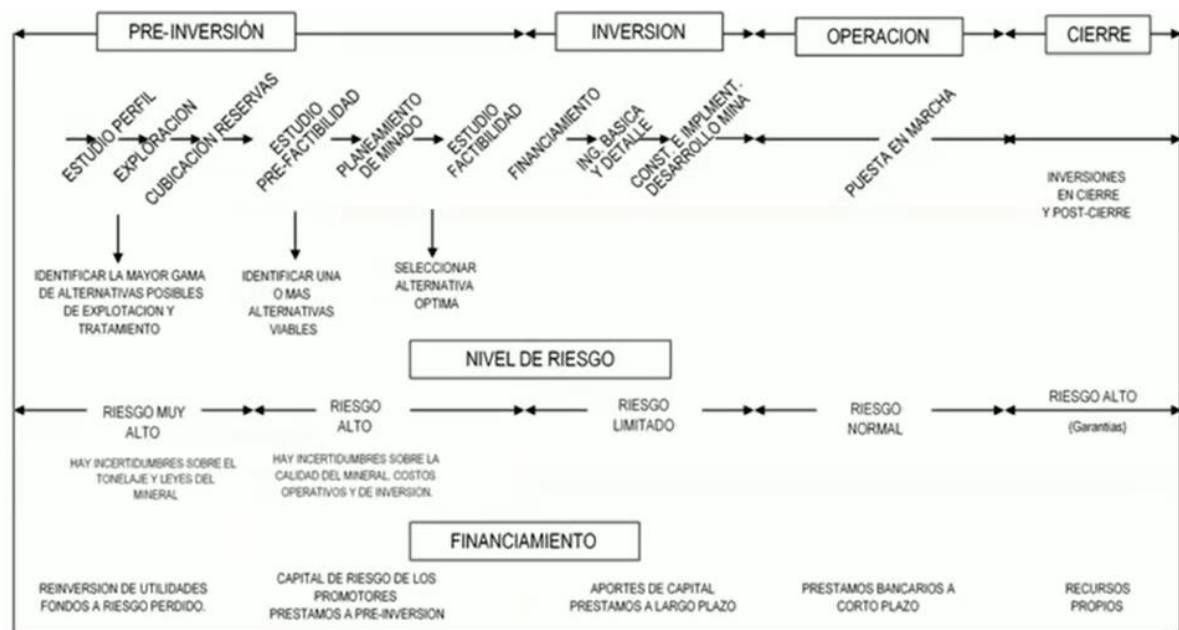 PRE-INVERSIÓN
INVERSION
OPERACION
CIERRE
ESTUDIO PERFIL
EXPLORACION
CUBICACIÓN RESERVAS
ESTUDIO
PRE-FACTIBILIDAD
PLANEAMIENTO
DE MINADO
ESTUDIO
FACTIBILIDAD
FINANCIAMIENTO
ING. BASICA
Y DETALLE
CONST. E IMPLMENT.
DESARROLLO MINA
PUESTA EN MARCHA
INVERSIONES
EN CIERRE
Y POST-CIERRE
IDENTIFICAR LA MAYOR GAMA
DE ALTERNATIVAS POSIBLES
DE EXPLOTACION Y
TRATAMIENTO
IDENTIFICAR UNA
O MAS
ALTERNATIVAS
VIABLES
SELECCIONAR
ALTERNATIVA
OPTIMA
NIVEL DE RIESGO
RIESGO MUY
ALTO
RIESGO
ALTO
RIESGO
LIMITADO
RIESGO
NORMAL
RIESGO ALTO
(Garantias)
HAY INCERTIDUMBRES SOBRE EL
TONELAJE Y LEYES DEL
MINERAL
HAY INCERTIDUMBRES SOBRE LA
CALIDAD DEL MINERAL, COSTOS
OPERATIVOS Y DE INVERSION.
FINANCIAMIENTO
REINVERSION DE UTILIDADES
FONDOS A RIESGO PERDIDO.
CAPITAL DE RIESGO DE LOS
PROMOTORES
PRESTAMOS A PRE-INVERSION
APORTES DE CAPITAL
PRESTAMOS A LARGO PLAZO
PRESTAMOS BANCARIOS A
CORTO PLAZO
RECURSOS
PROPIOS